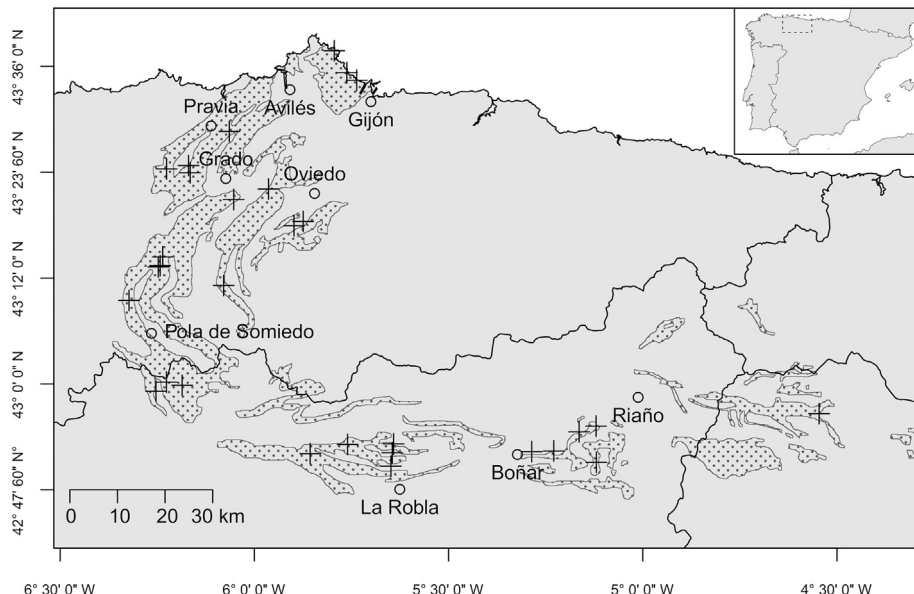 43° 36' 0" N
43° 23' 60" N
43° 12' 0" N
43° 0' 0" N
42° 47' 60" N
Pravia
Avilés
Gijón
Grado
Oviedo
Pola de Somiedo
Riaño
Boñar
La Robla
0 10 20 30 km
6° 30' 0" W 6° 0' 0" W 5° 30' 0" W 5° 0' 0" W 4° 30' 0" W